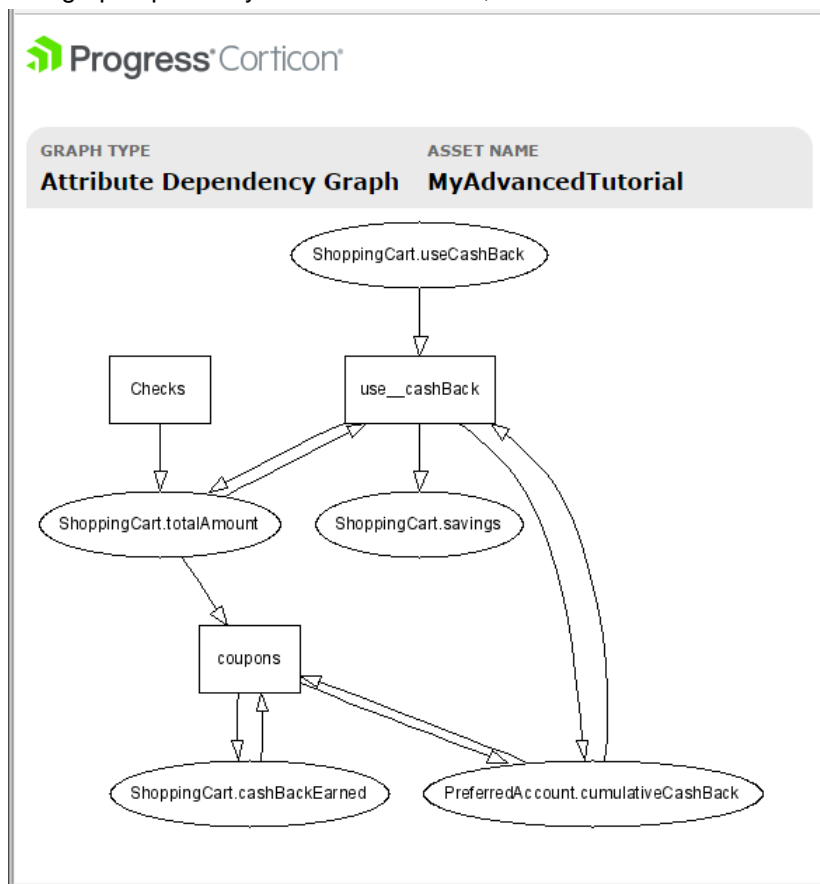 Progress® Corticon®
GRAPH TYPE
ASSET NAME
Attribute Dependency Graph
MyAdvancedTutorial
ShoppingCart.useCashBack
Checks
use__cashBack
ShoppingCart.totalAmount
ShoppingCart.savings
coupons
ShoppingCart.cashBackEarned
PreferredAccount.cumulativeCashBack